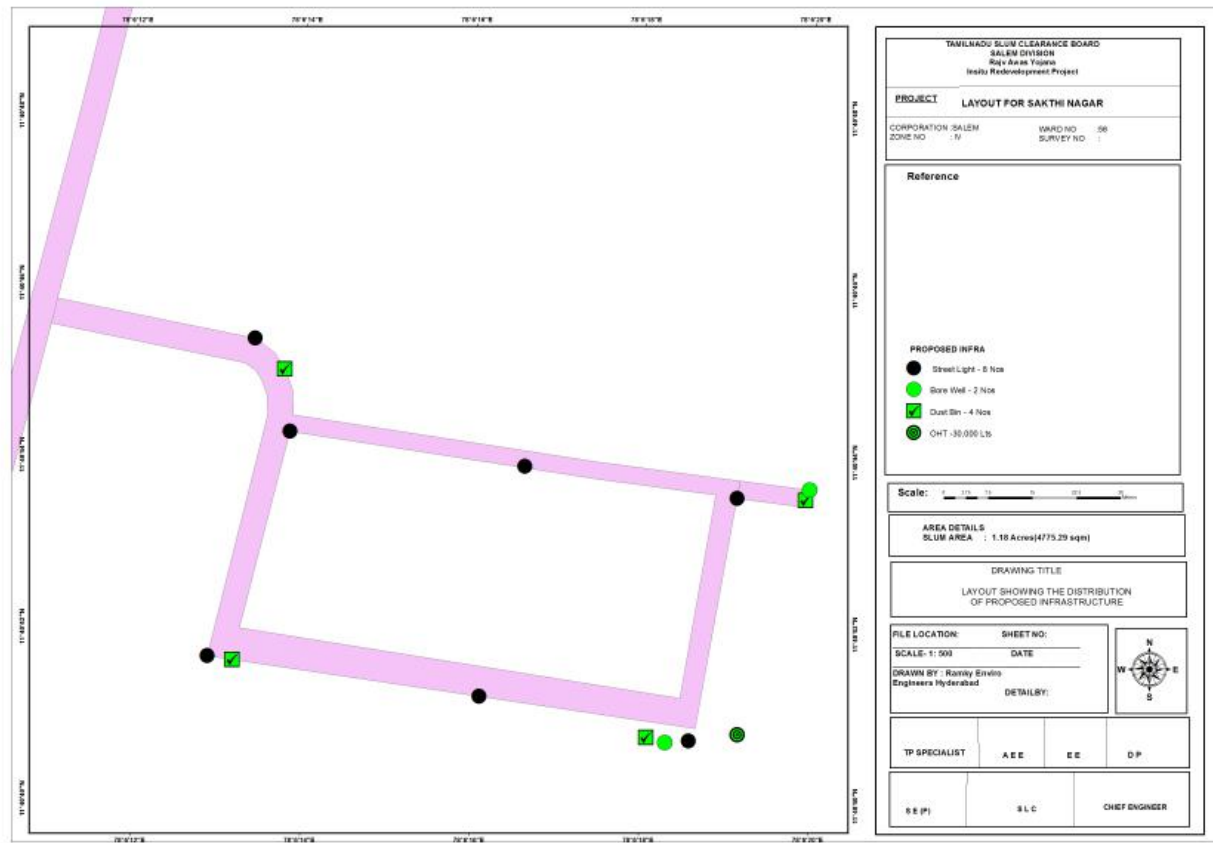 TAMILNADU SLUM CLEARANCE BOARD
SALEM DIVISION
Rajiv Awas Yojana
Insitu Redevelopment Project
PROJECT LAYOUT FOR SAKTHI NAGAR
CORPORATION :SALEM WARD NO :56
ZONE NO : IV SURVEY NO :
Reference
PROPOSED INFRA
Street Light - 8 Nos
Bore Well - 2 Nos
Dust Bin - 4 Nos
OHT -30,000 Lts
Scale:
AREA DETAILS
SLUM AREA : 1.18 Acres(4775.29 sqm)
DRAWING TITLE
LAYOUT SHOWING THE DISTRIBUTION
OF PROPOSED INFRASTRUCTURE
FILE LOCATION: SHEET NO:
SCALE- 1: 500 DATE
DRAWN BY : Ramky Enviro
Engineers Hyderabad
DETAILBY:
N
W E
S
TP SPECIALIST A E E E E D P
S E (P) S L C CHIEF ENGINEER